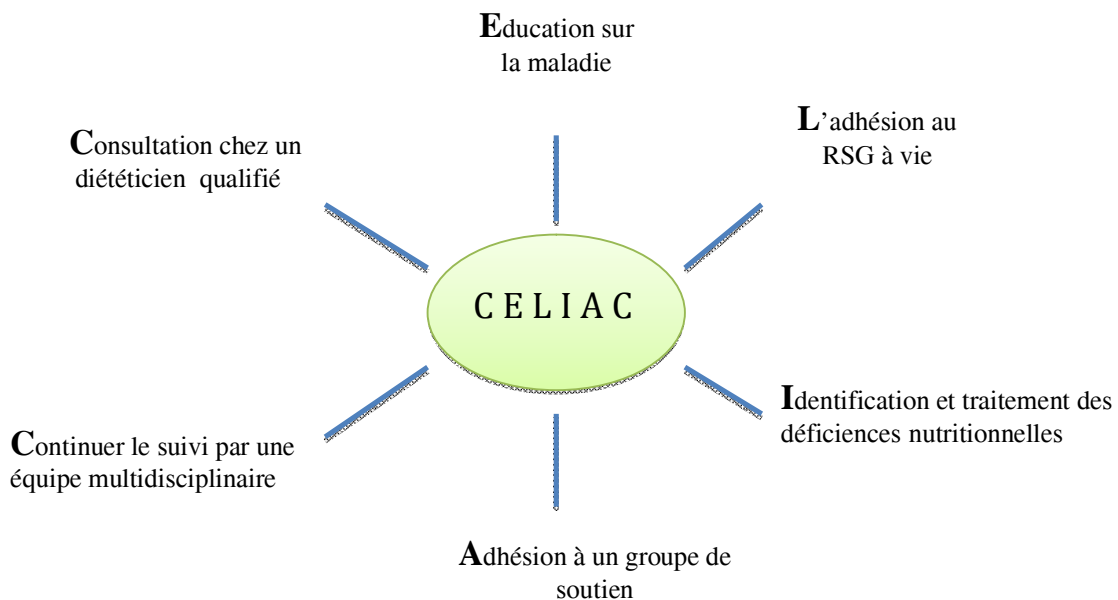 Education sur
la maladie
L'adhésion au
RSG à vie
Consultation chez un
diététicien qualifié
C E L I A C
Identification et traitement des
déficiences nutritionnelles
Continuer le suivi par une
équipe multidisciplinaire
Adhésion à un groupe de
soutien